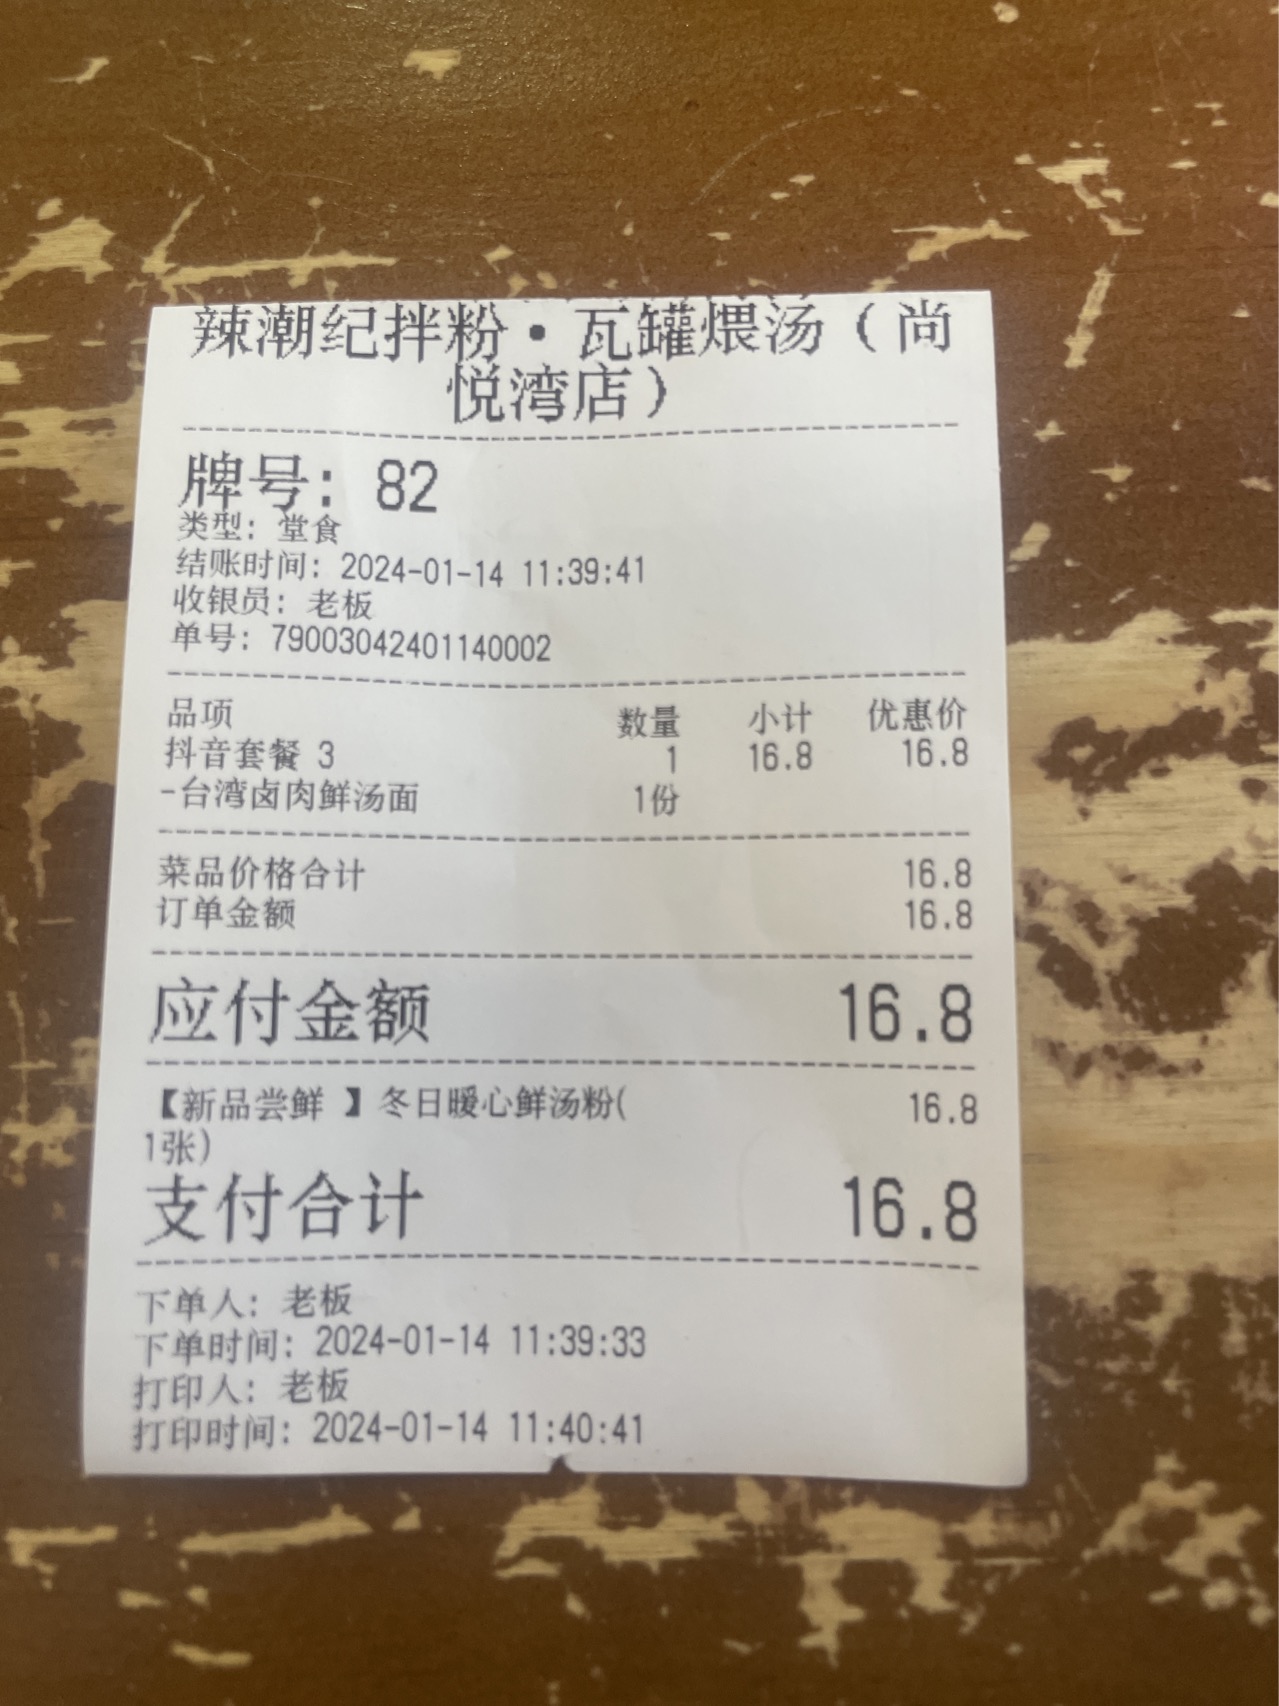 辣潮纪拌粉·瓦罐煨汤（尚
悦湾店）
牌号: 82
类型: 堂食
结账时间: 2024-01-14 11:39:41
收银员: 老板
单号: 79003042401140002
品项 数量 小计 优惠价
抖音套餐 3 1 16.8 16.8
-台湾卤肉鲜汤面 1份
菜品价格合计 16.8
订单金额 16.8
应付金额 16.8
【新品尝鲜 】冬日暖心鲜汤粉( 16.8
1张)
支付合计 16.8
下单人: 老板
下单时间: 2024-01-14 11:39:33
打印人: 老板
打印时间: 2024-01-14 11:40:41